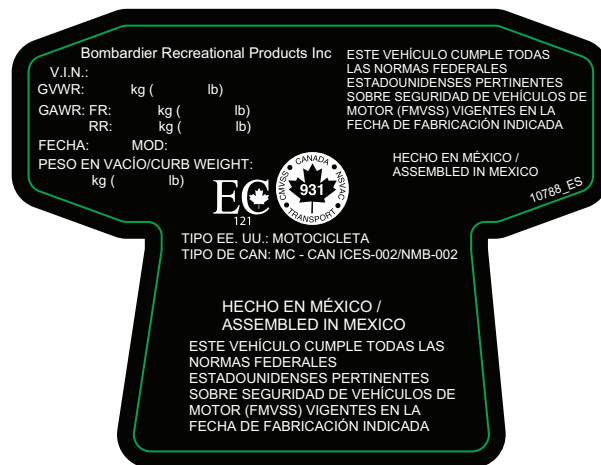 Bombardier Recreational Products Inc
V.I.N.:
GVWR: kg ( lb)
GAWR: FR: kg ( lb)
RR: kg ( lb)
FECHA: MOD:
PESO EN VACÍO/CURB WEIGHT:
kg ( lb)
ESTE VEHÍCULO CUMPLE TODAS
LAS NORMAS FEDERALES
ESTADOUNIDENSES PERTINENTES
SOBRE SEGURIDAD DE VEHÍCULOS DE
MOTOR (FMVSS) VIGENTES EN LA
FECHA DE FABRICACIÓN INDICADA
HECHO EN MÉXICO /
ASSEMBLED IN MEXICO
10788_ES
EC
121
CANADA
CMVSS
NSVAC
931
TRANSPORT
TIPO EE. UU.: MOTOCICLETA
TIPO DE CAN: MC - CAN ICES-002/NMB-002
HECHO EN MÉXICO /
ASSEMBLED IN MEXICO
ESTE VEHÍCULO CUMPLE TODAS LAS
NORMAS FEDERALES
ESTADOUNIDENSES PERTINENTES
SOBRE SEGURIDAD DE VEHÍCULOS DE
MOTOR (FMVSS) VIGENTES EN LA
FECHA DE FABRICACIÓN INDICADA